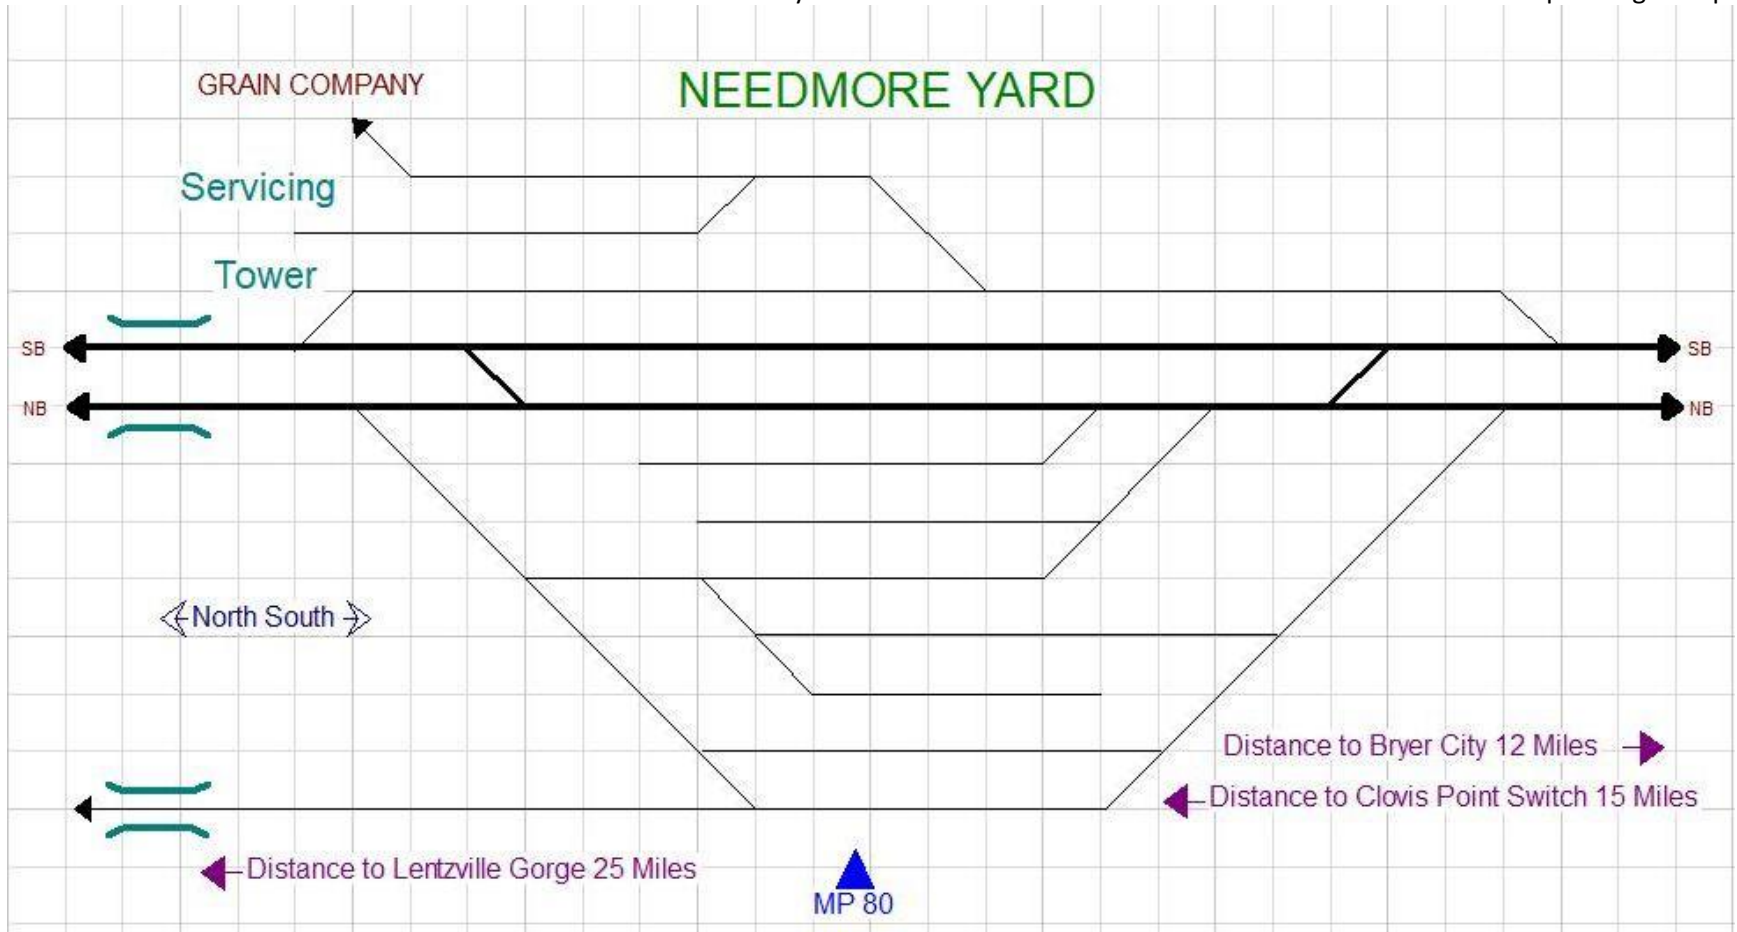 GRAIN COMPANY
NEEDMORE YARD
Servicing
Tower
SB
SB
NB
NB
North South
Distance to Bryer City 12 Miles
Distance to Clovis Point Switch 15 Miles
Distance to Lentzville Gorge 25 Miles
MP 80